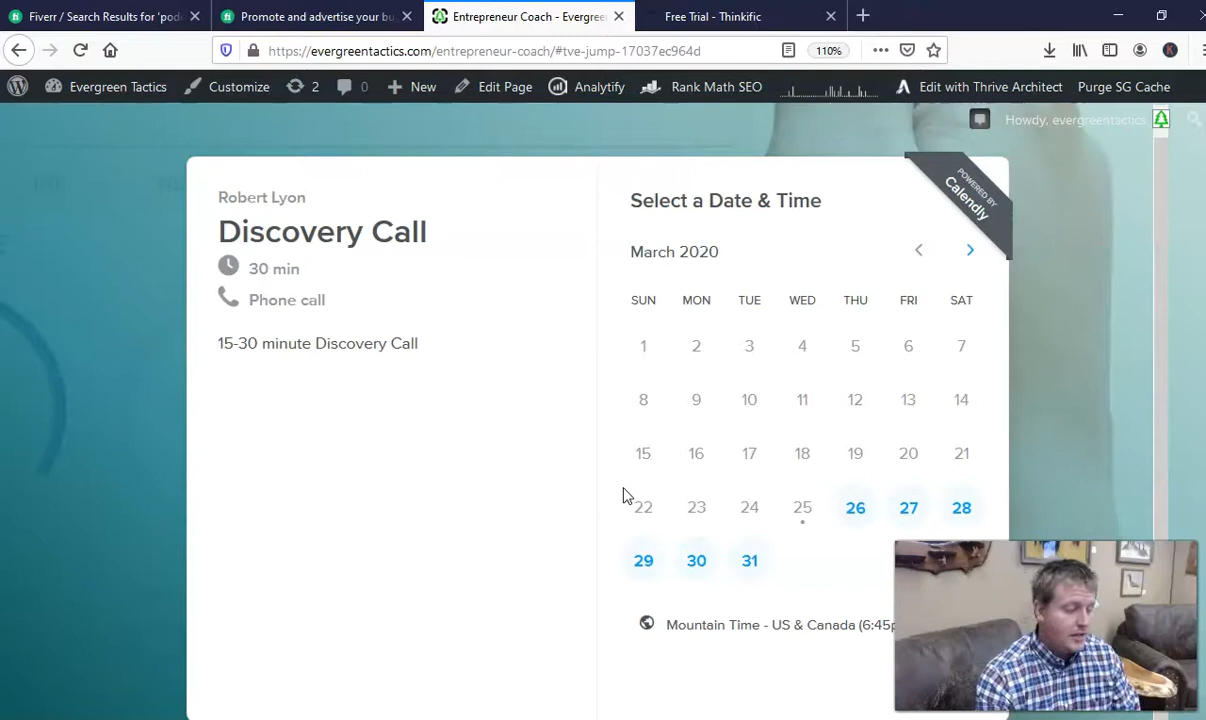 Fiverr / Search Results for 'pod
Promote and advertise your bu
Entrepreneur Coach - Evergree
Free Trial - Thinkific
https://evergreentactics.com/entrepreneur-coach/#tve-jump-17037ec964d
110%
K
Evergreen Tactics
Customize
2
0
New
Edit Page
Analytify
Rank Math SEO
Edit with Thrive Architect
Purge SG Cache
Howdy, evergreentactics
POWERED BY
Calendly
Robert Lyon
Discovery Call
30 min
Phone call
15-30 minute Discovery Call
Select a Date & Time
March 2020
SUN MON TUE WED THU FRI SAT
1 2 3 4 5 6 7
8 9 10 11 12 13 14
15 16 17 18 19 20 21
22 23 24 25 26 27 28
29 30 31
Mountain Time - US & Canada (6:45p